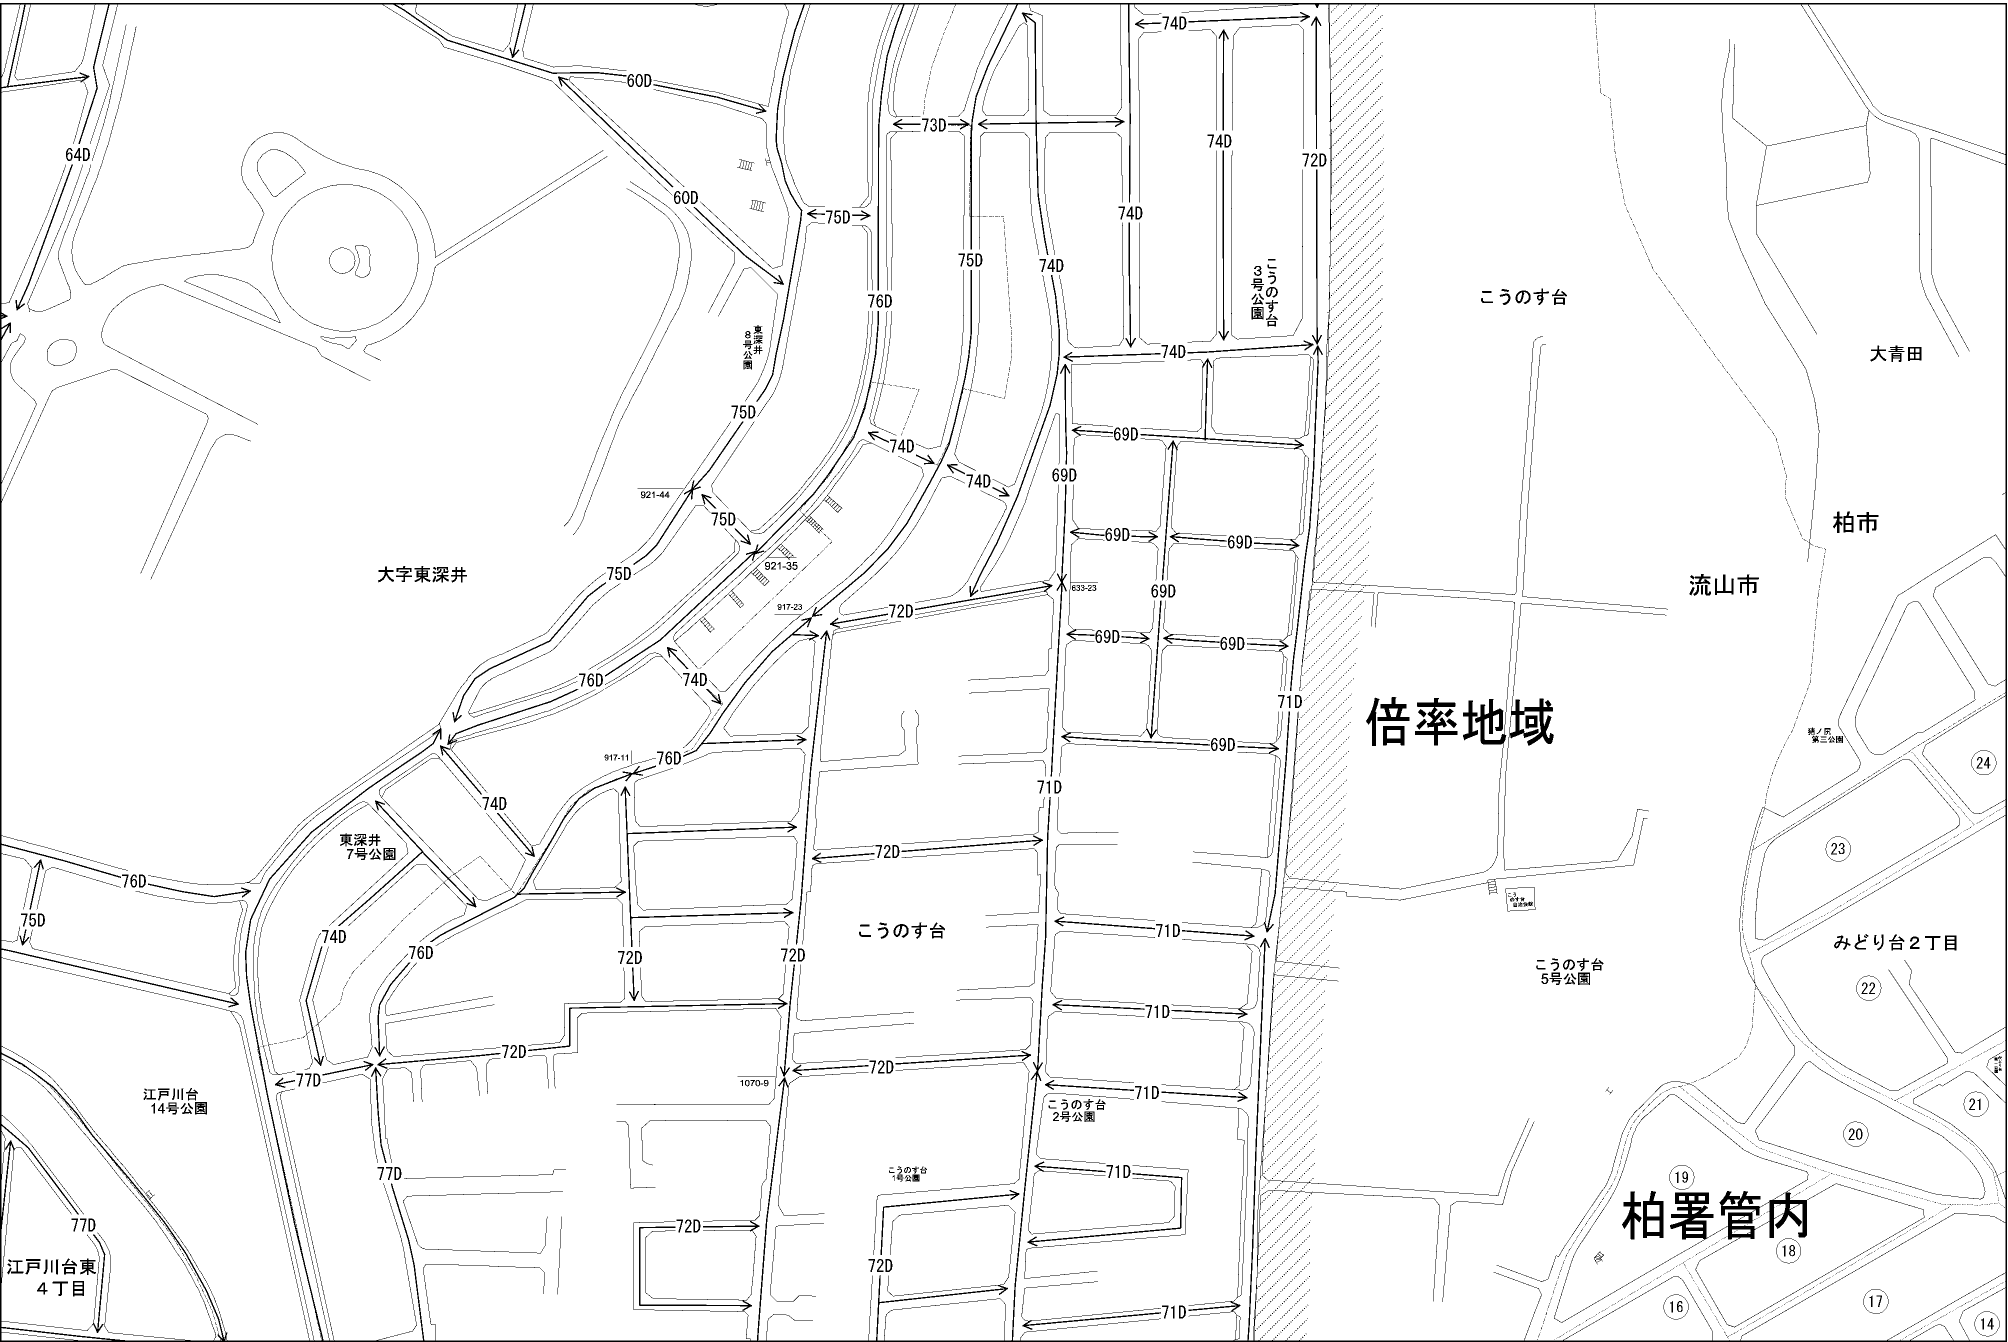 74D
60D
73D
64D
74D
72D
60D
74D
75D
こうのす台
3号公園
75D
74D
76D
こうのす台
東深井
8号公園
74D
大青田
75D
69D
74D
69D
74D
921-44
75D
柏市
69D
69D
921-35
大字東深井
75D
流山市
633-23
69D
917-23
72D
69D
69D
76D
74D
71D
倍率地域
猪ノ尻
第三公園
69D
917-11
76D
24
71D
74D
東深井
7号公園
72D
23
76D
75D
74D
こうのす台
71D
みどり台2丁目
76D
72D
72D
こうのす台
5号公園
22
71D
72D
72D
77D
1070-9
江戸川台
14号公園
71D
こうのす台
2号公園
21
20
77D
こうのす台
1号公園
71D
19
柏署管内
77D
72D
18
江戸川台東
4丁目
72D
71D
16
17
14